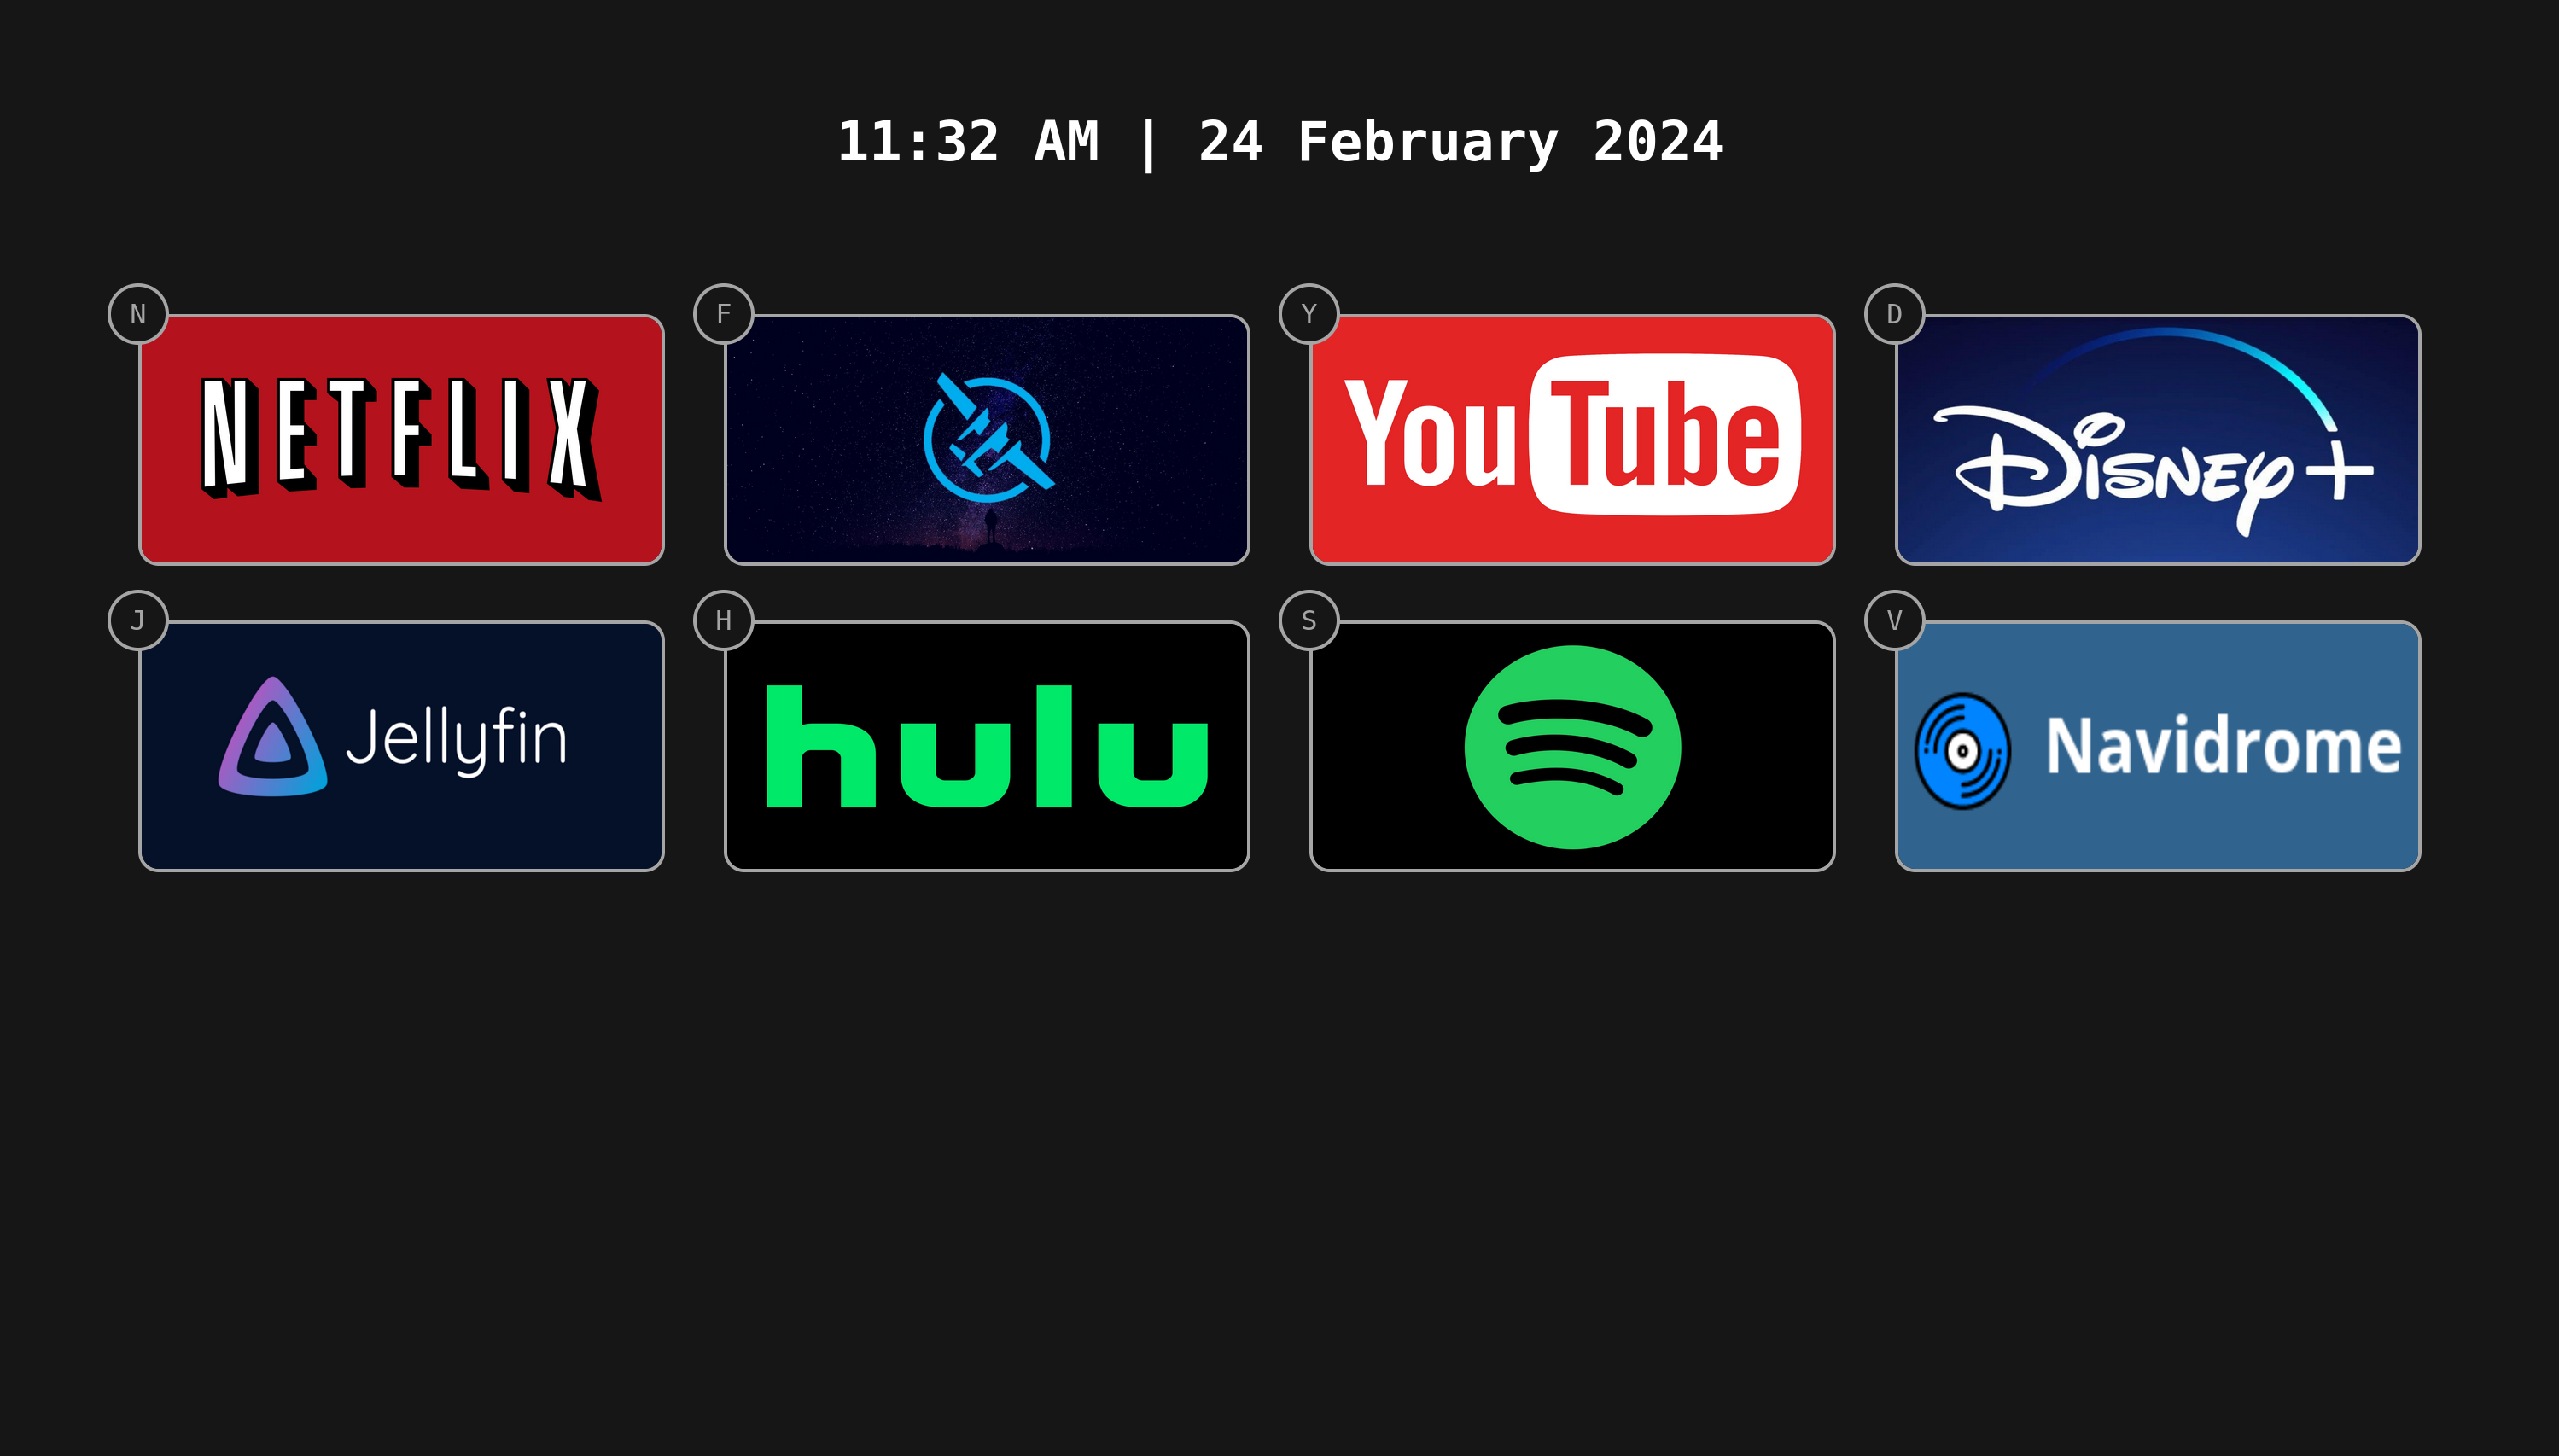 11:32 AM | 24 February 2024
N
NETFLIX
F
Y
YouTube
D
Disney+
J
Jellyfin
H
hulu
S
V
Navidrome